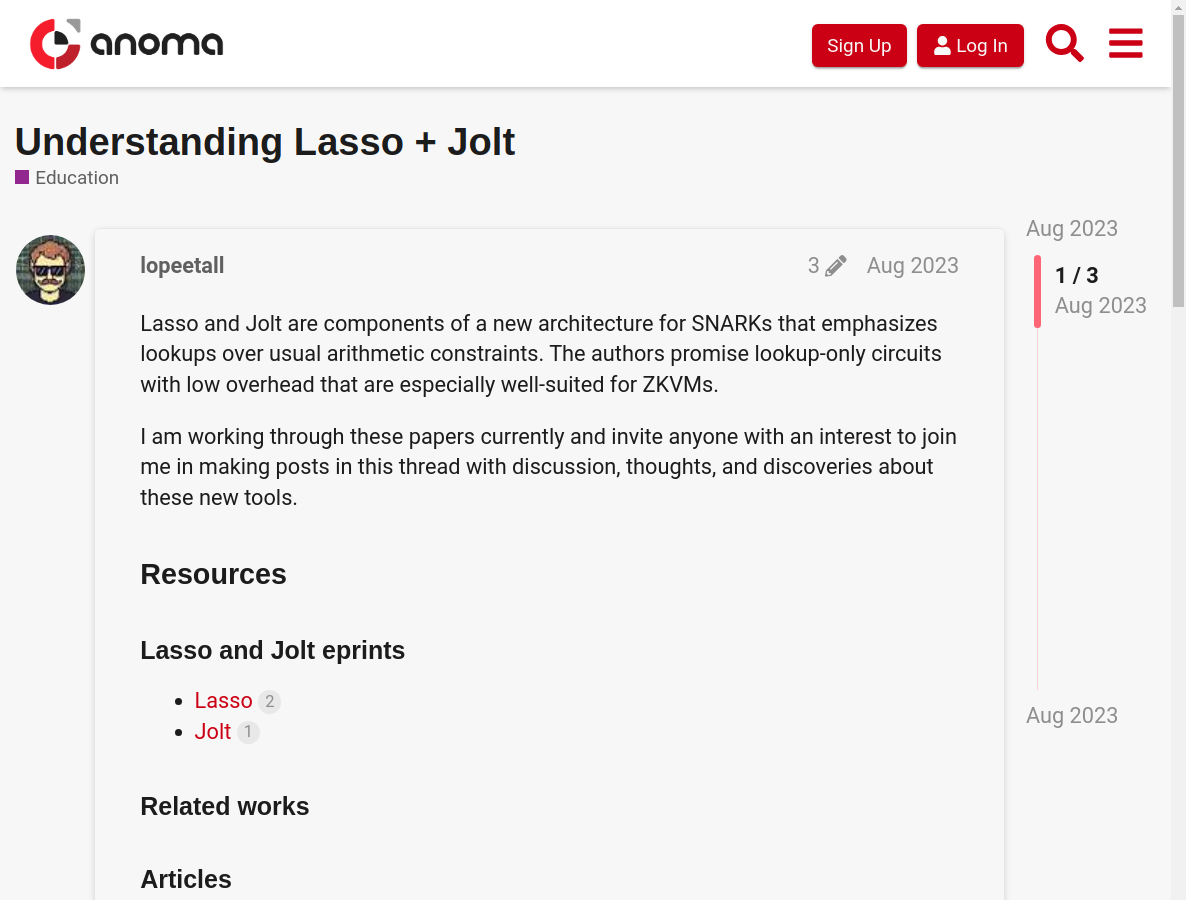 anoma
Sign Up
Log In
Understanding Lasso + Jolt
Education
Aug 2023
lopeetall
3
Aug 2023
1 / 3
Aug 2023
Lasso and Jolt are components of a new architecture for SNARKs that emphasizes
lookups over usual arithmetic constraints. The authors promise lookup-only circuits
with low overhead that are especially well-suited for ZKVMs.
I am working through these papers currently and invite anyone with an interest to join
me in making posts in this thread with discussion, thoughts, and discoveries about
these new tools.
Resources
Lasso and Jolt eprints
Lasso 2
Jolt 1
Aug 2023
Related works
Articles